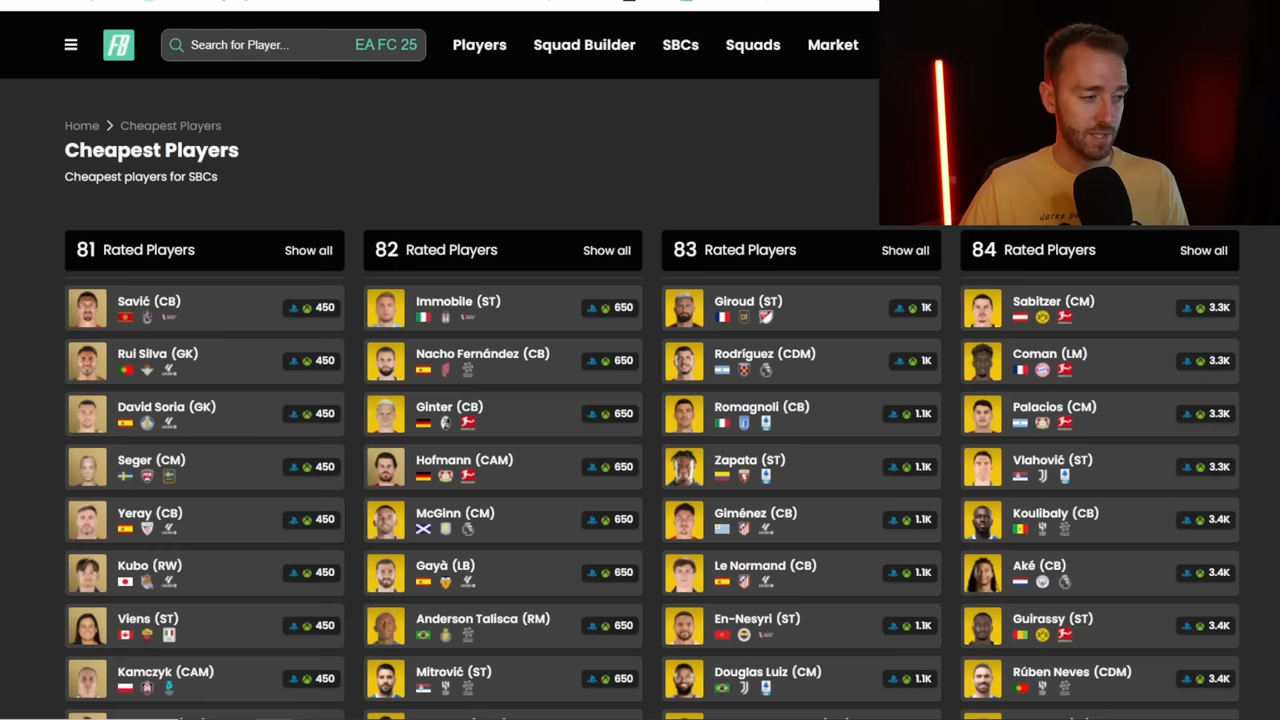 FB
Search for Player...
EA FC 25
Players
Squad Builder
SBCs
Squads
Market
Home
Cheapest Players
Cheapest Players
Cheapest players for SBCs
81 Rated Players
Show all
Savić (CB)
450
Rui Silva (GK)
450
David Soria (GK)
450
Seger (CM)
450
Yeray (CB)
450
Kubo (RW)
450
Viens (ST)
450
Kamczyk (CAM)
450
82 Rated Players
Show all
Immobile (ST)
650
Nacho Fernández (CB)
650
Ginter (CB)
650
Hofmann (CAM)
650
McGinn (CM)
650
Gayà (LB)
650
Anderson Talisca (RM)
650
Mitrović (ST)
650
83 Rated Players
Show all
Giroud (ST)
1K
Rodríguez (CDM)
1K
Romagnoli (CB)
1.1K
Zapata (ST)
1.1K
Giménez (CB)
1.1K
Le Normand (CB)
1.1K
En-Nesyri (ST)
1.1K
Douglas Luiz (CM)
1.1K
84 Rated Players
Show all
Sabitzer (CM)
3.3K
Coman (LM)
3.3K
Palacios (CM)
3.3K
Vlahović (ST)
3.3K
Koulibaly (CB)
3.4K
Aké (CB)
3.4K
Guirassy (ST)
3.4K
Rúben Neves (CDM)
3.4K